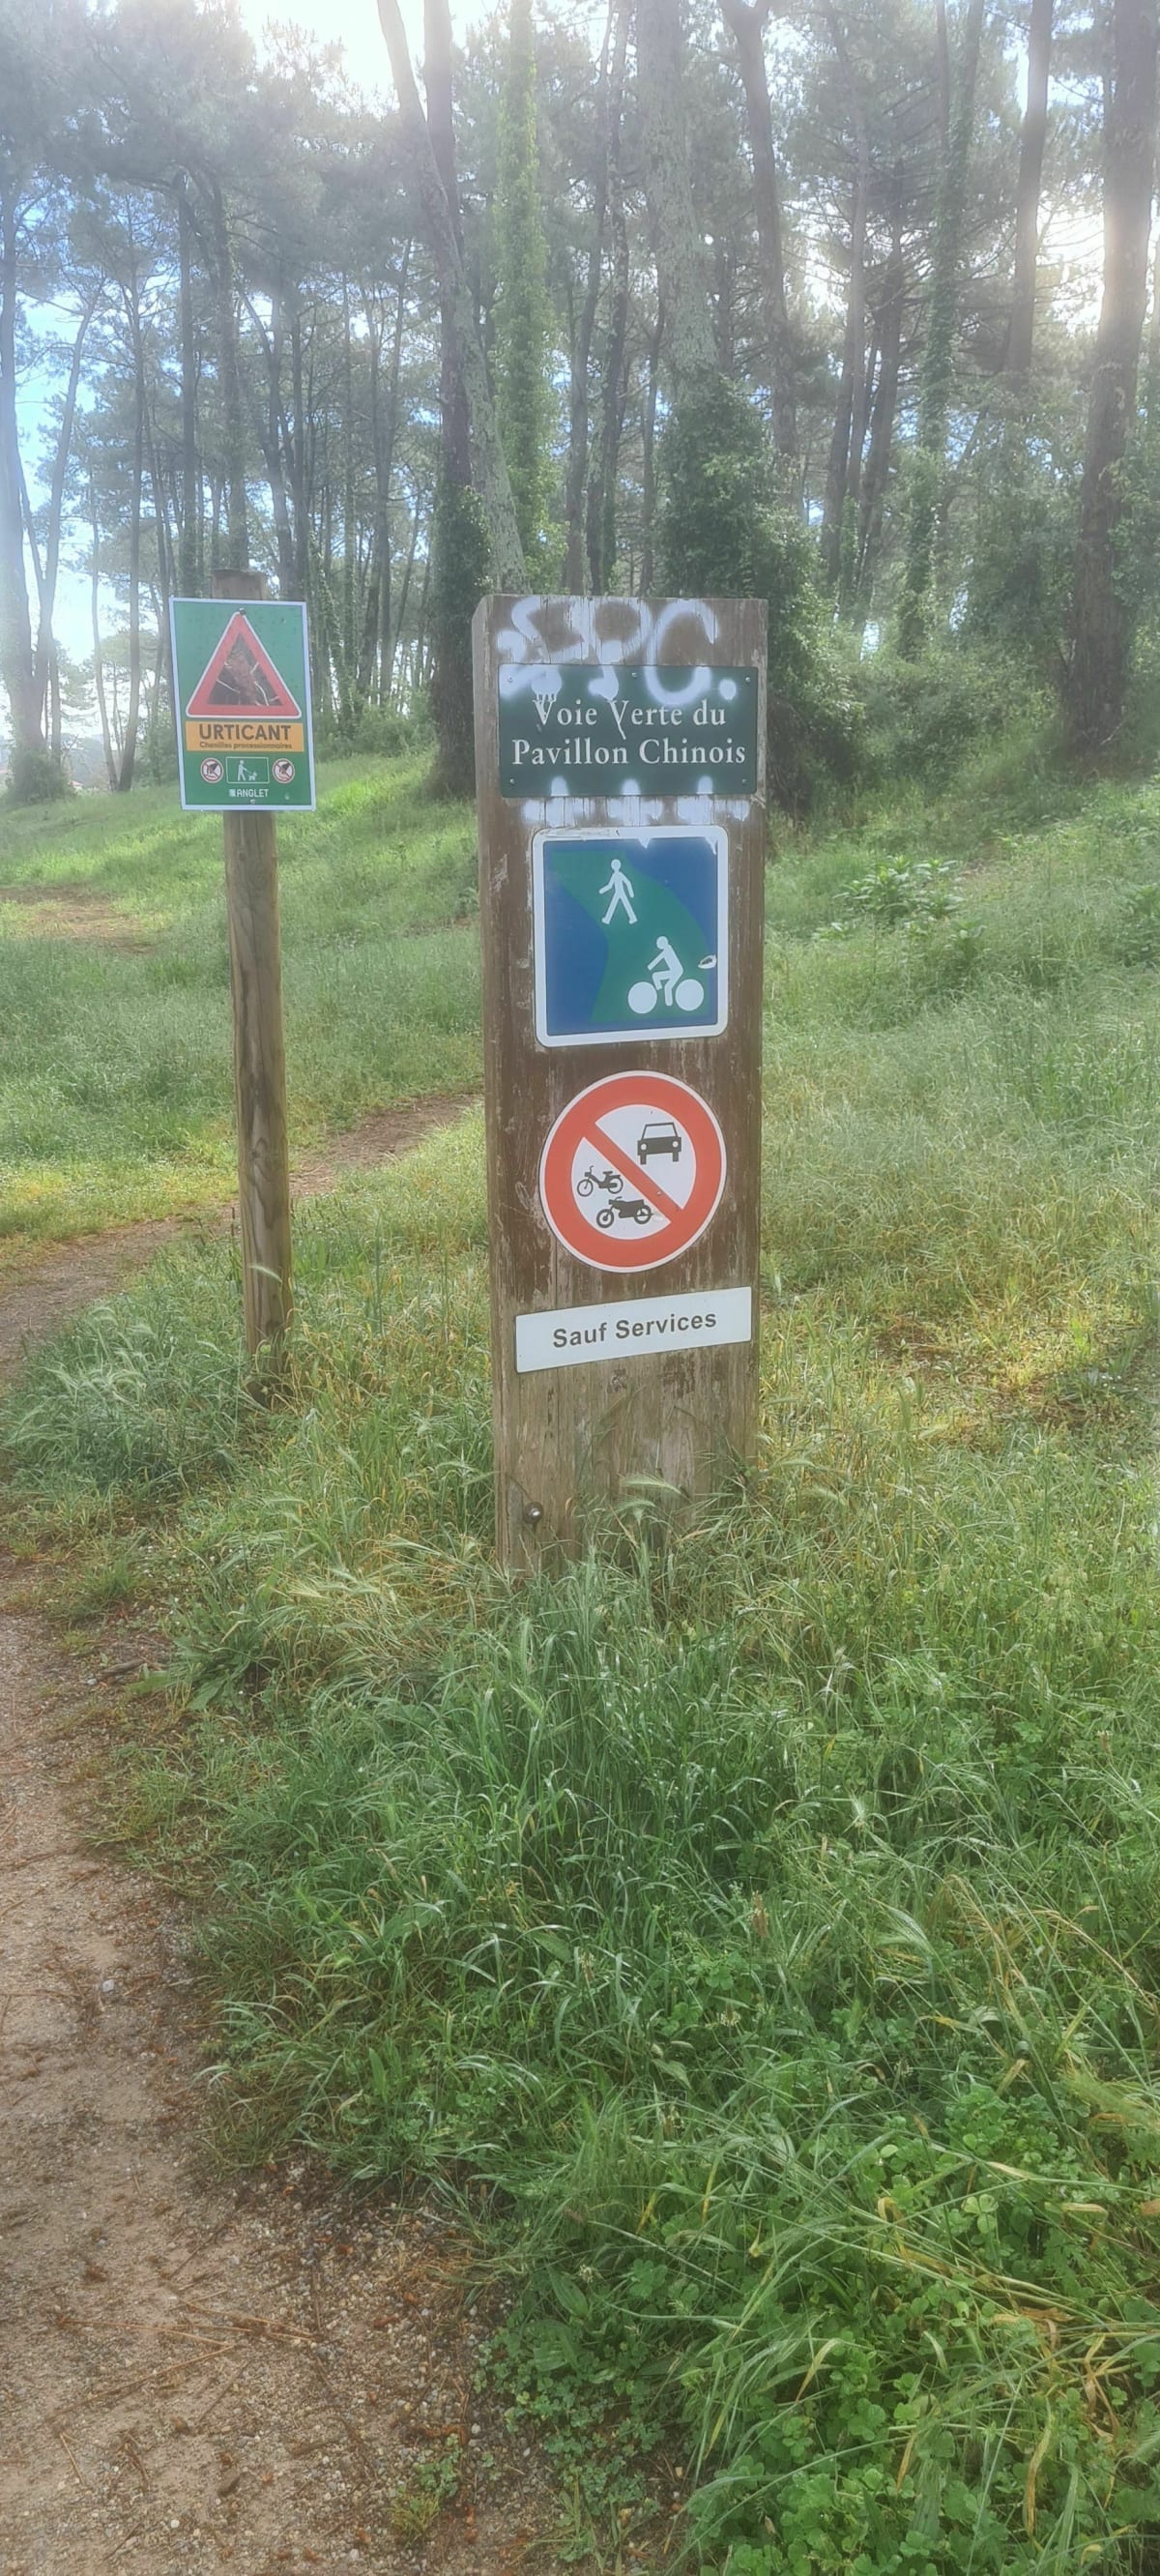 URTICANT
Chenilles processionnaires
ANGLET
Voie Verte du
Pavillon Chinois
Sauf Services